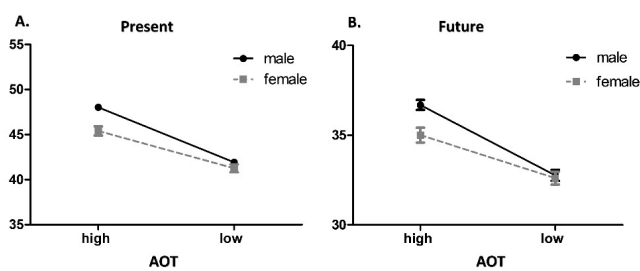 A.
Present
55
50
45
40
35
male
female
high
low
AOT
B.
Future
40
35
30
male
female
high
low
AOT